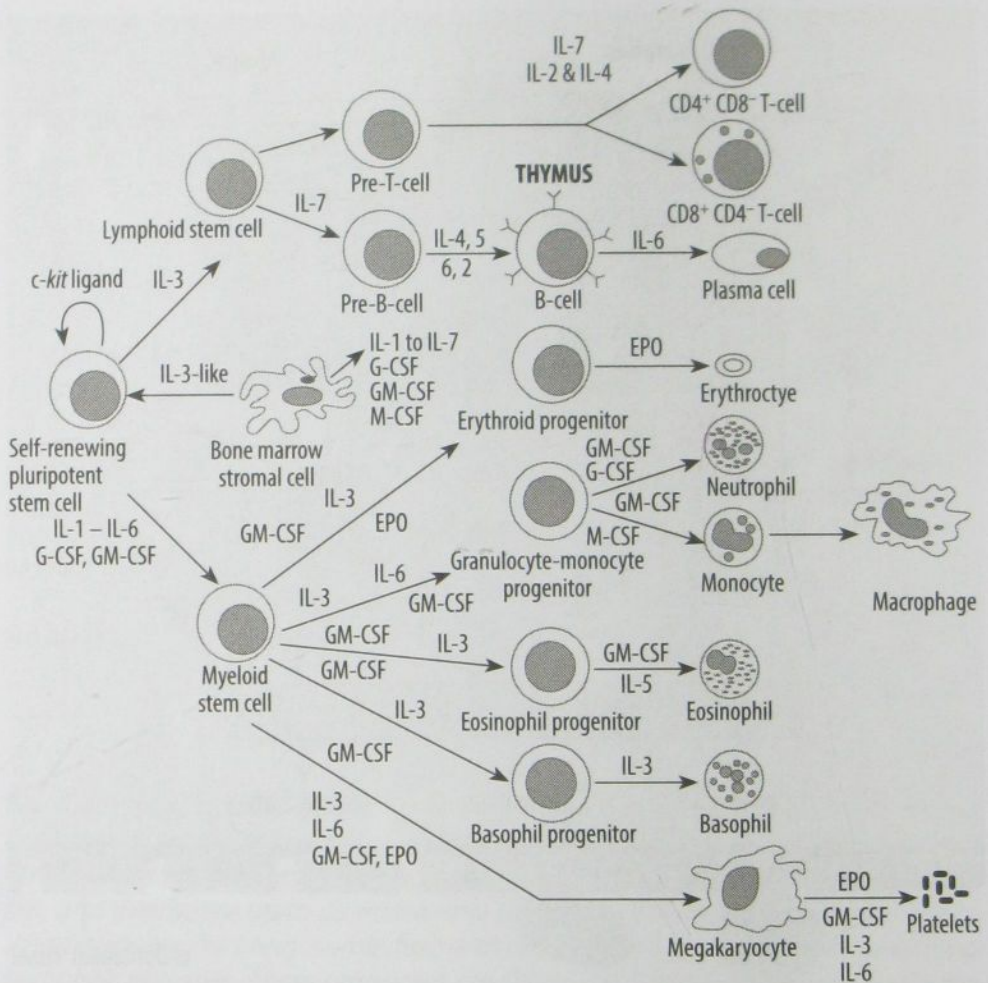 IL-7
IL-2 & IL-4
CD4⁺ CD8⁻ T-cell
Pre-T-cell
THYMUS
CD8⁺ CD4⁻ T-cell
Lymphoid stem cell
IL-7
IL-4, 5
6, 2
IL-6
Pre-B-cell
B-cell
Plasma cell
c-kit ligand
IL-3
IL-3-like
IL-1 to IL-7
G-CSF
GM-CSF
M-CSF
EPO
Erythroctye
Erythroid progenitor
Self-renewing
pluripotent
stem cell
Bone marrow
stromal cell
IL-1 – IL-6
G-CSF, GM-CSF
IL-3
GM-CSF
EPO
GM-CSF
G-CSF
GM-CSF
M-CSF
Neutrophil
Granulocyte-monocyte
progenitor
Monocyte
Macrophage
IL-6
IL-3
GM-CSF
Myeloid
stem cell
GM-CSF
IL-3
GM-CSF
IL-5
Eosinophil progenitor
Eosinophil
GM-CSF
IL-3
IL-3
Basophil progenitor
Basophil
GM-CSF
IL-3
IL-6
GM-CSF, EPO
Megakaryocyte
EPO
GM-CSF
IL-3
IL-6
Platelets